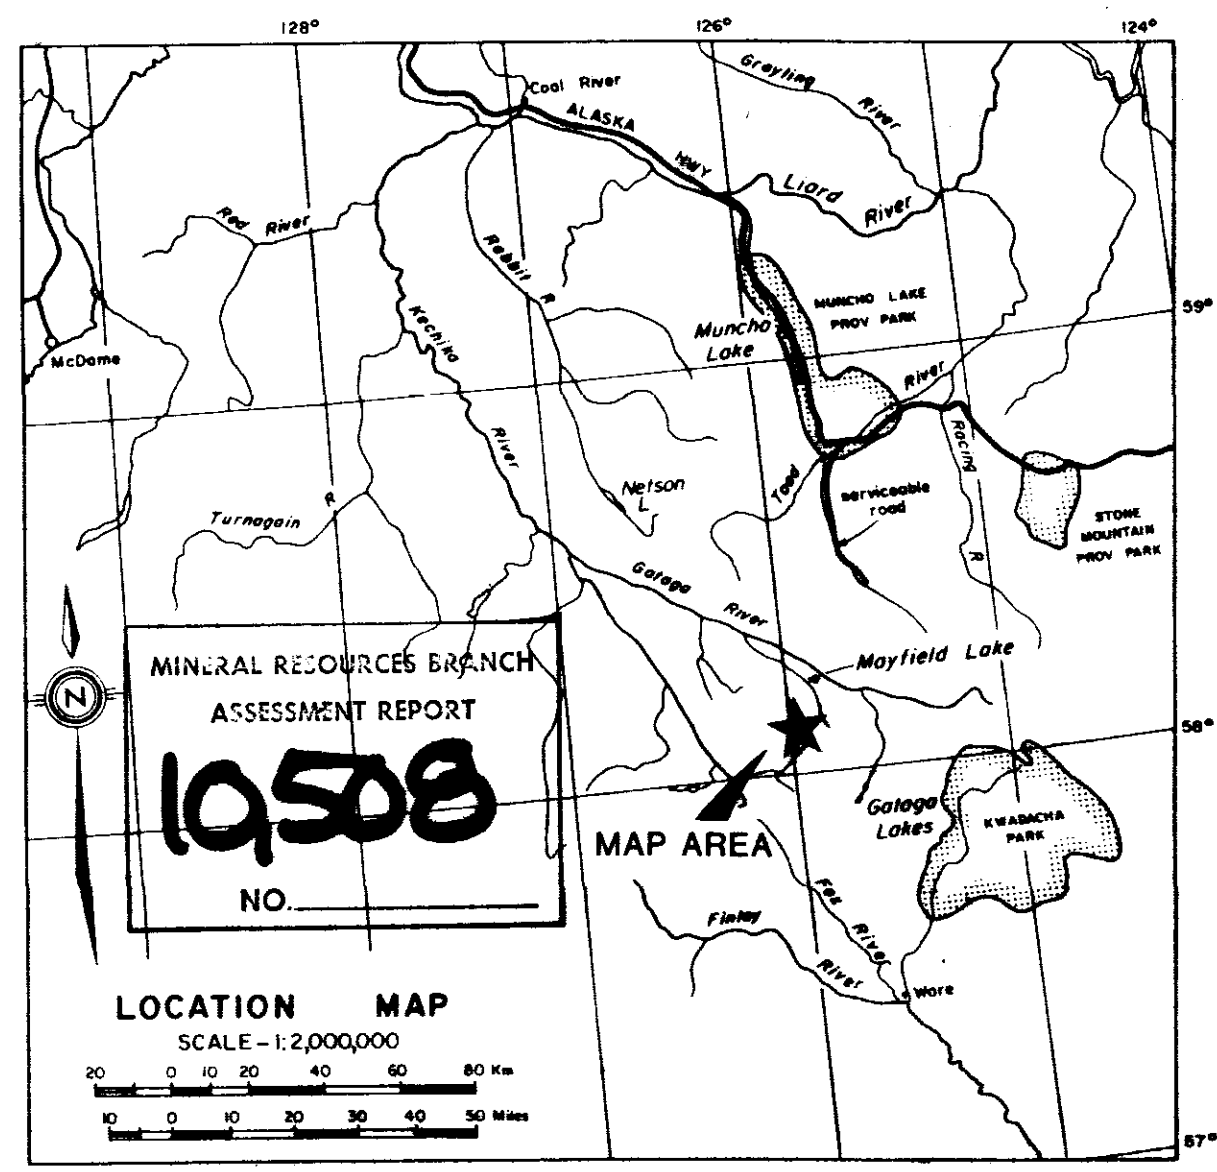 128° 126° 124°
Coal River
Grayling
River
ALASKA
HWY
Liard
River
Red River
Rabbit R
Kechika
River
MUNCHO LAKE
PROV PARK
59°
Muncho
Lake
McDame
River
Racing
R
Toad
Netson
L.
serviceable
road
STONE
MOUNTAIN
PROV PARK
Turnagain R
Gataga
River
Mayfield Lake
N
MINERAL RESOURCES BRANCH
ASSESSMENT REPORT
10,508
NO.
58°
Gataga
Lakes
KWADACHA
PARK
MAP AREA
Fox
River
Finlay
River
Ware
LOCATION MAP
SCALE - 1: 2,000,000
20 0 10 20 40 60 80 Km
10 0 10 20 30 40 50 Miles
57°